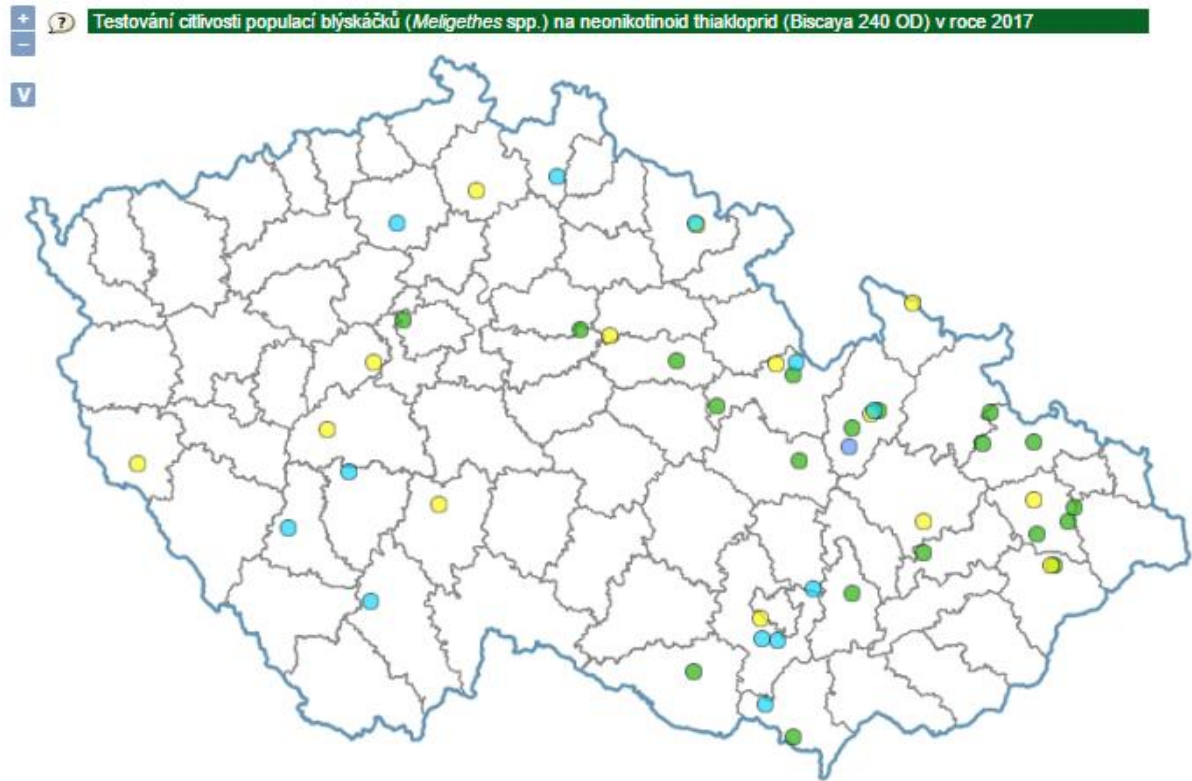 +
?
Testování citlivosti populací blýskáčků (Meligethes spp.) na neonikotinoid thiakloprid (Biscaya 240 OD) v roce 2017
−
V